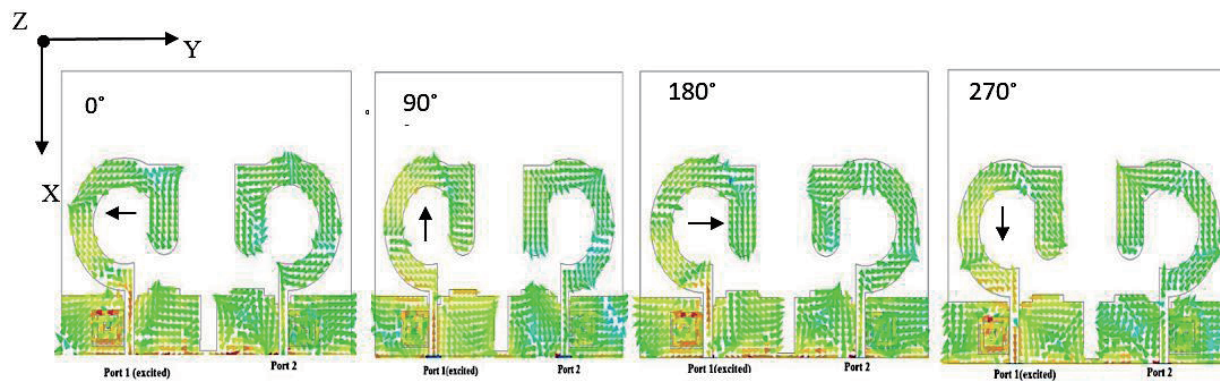 Z
Y
X
0°
90°
180°
270°
Port 1 (excited)
Port 2
Port 1(excited)
Port 2
Port 1(excited)
Port 2
Port 1(excited)
Port 2